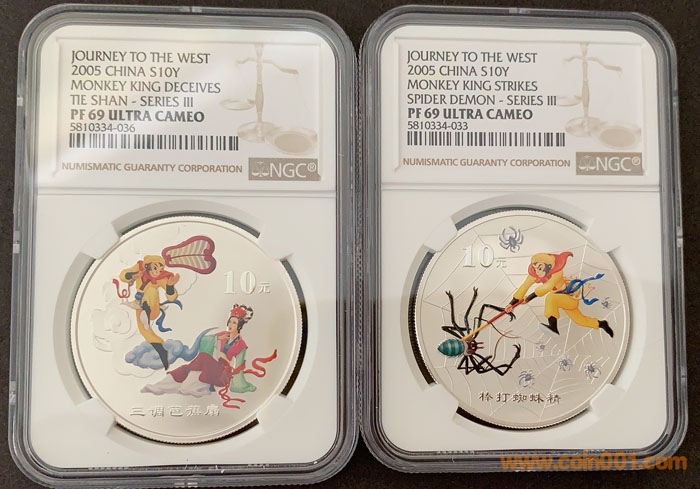 JOURNEY TO THE WEST
2005 CHINA S10Y
MONKEY KING DECEIVES
TIE SHAN - SERIES III
PF 69 ULTRA CAMEO
5810334-036
NUMISMATIC GUARANTY CORPORATION
NGC®
10元
三调芭蕉扇
JOURNEY TO THE WEST
2005 CHINA S10Y
MONKEY KING STRIKES
SPIDER DEMON - SERIES III
PF 69 ULTRA CAMEO
5810334-033
NUMISMATIC GUARANTY CORPORATION
NGC®
10元
棒打蜘蛛精
www.coin001.com